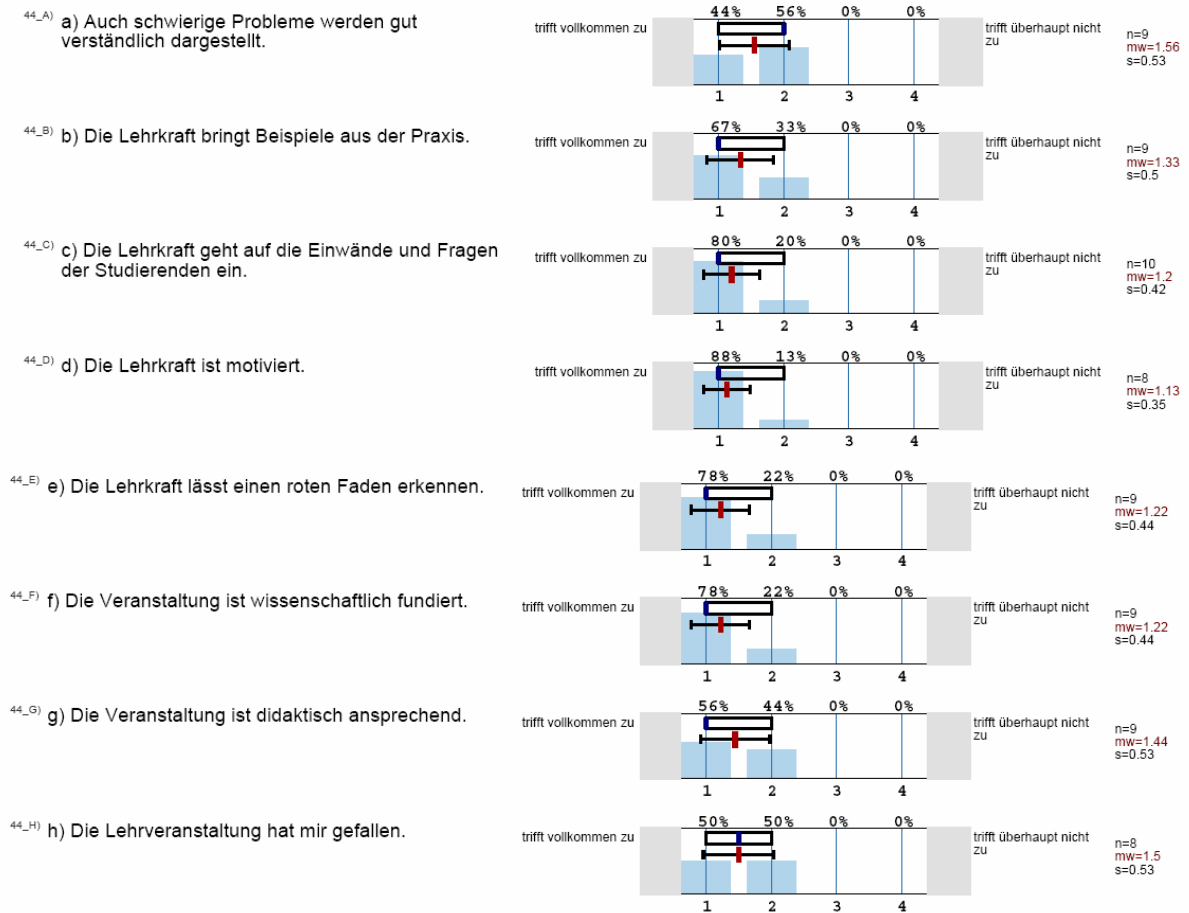 44_A) a) Auch schwierige Probleme werden gut
verständlich dargestellt.
trifft vollkommen zu
44% 56% 0% 0%
1 2 3 4
trifft überhaupt nicht
zu
n=9
mw=1.56
s=0.53
44_B) b) Die Lehrkraft bringt Beispiele aus der Praxis.
trifft vollkommen zu
67% 33% 0% 0%
1 2 3 4
trifft überhaupt nicht
zu
n=9
mw=1.33
s=0.5
44_C) c) Die Lehrkraft geht auf die Einwände und Fragen
der Studierenden ein.
trifft vollkommen zu
80% 20% 0% 0%
1 2 3 4
trifft überhaupt nicht
zu
n=10
mw=1.2
s=0.42
44_D) d) Die Lehrkraft ist motiviert.
trifft vollkommen zu
88% 13% 0% 0%
1 2 3 4
trifft überhaupt nicht
zu
n=8
mw=1.13
s=0.35
44_E) e) Die Lehrkraft lässt einen roten Faden erkennen.
trifft vollkommen zu
78% 22% 0% 0%
1 2 3 4
trifft überhaupt nicht
zu
n=9
mw=1.22
s=0.44
44_F) f) Die Veranstaltung ist wissenschaftlich fundiert.
trifft vollkommen zu
78% 22% 0% 0%
1 2 3 4
trifft überhaupt nicht
zu
n=9
mw=1.22
s=0.44
44_G) g) Die Veranstaltung ist didaktisch ansprechend.
trifft vollkommen zu
56% 44% 0% 0%
1 2 3 4
trifft überhaupt nicht
zu
n=9
mw=1.44
s=0.53
44_H) h) Die Lehrveranstaltung hat mir gefallen.
trifft vollkommen zu
50% 50% 0% 0%
1 2 3 4
trifft überhaupt nicht
zu
n=8
mw=1.5
s=0.53